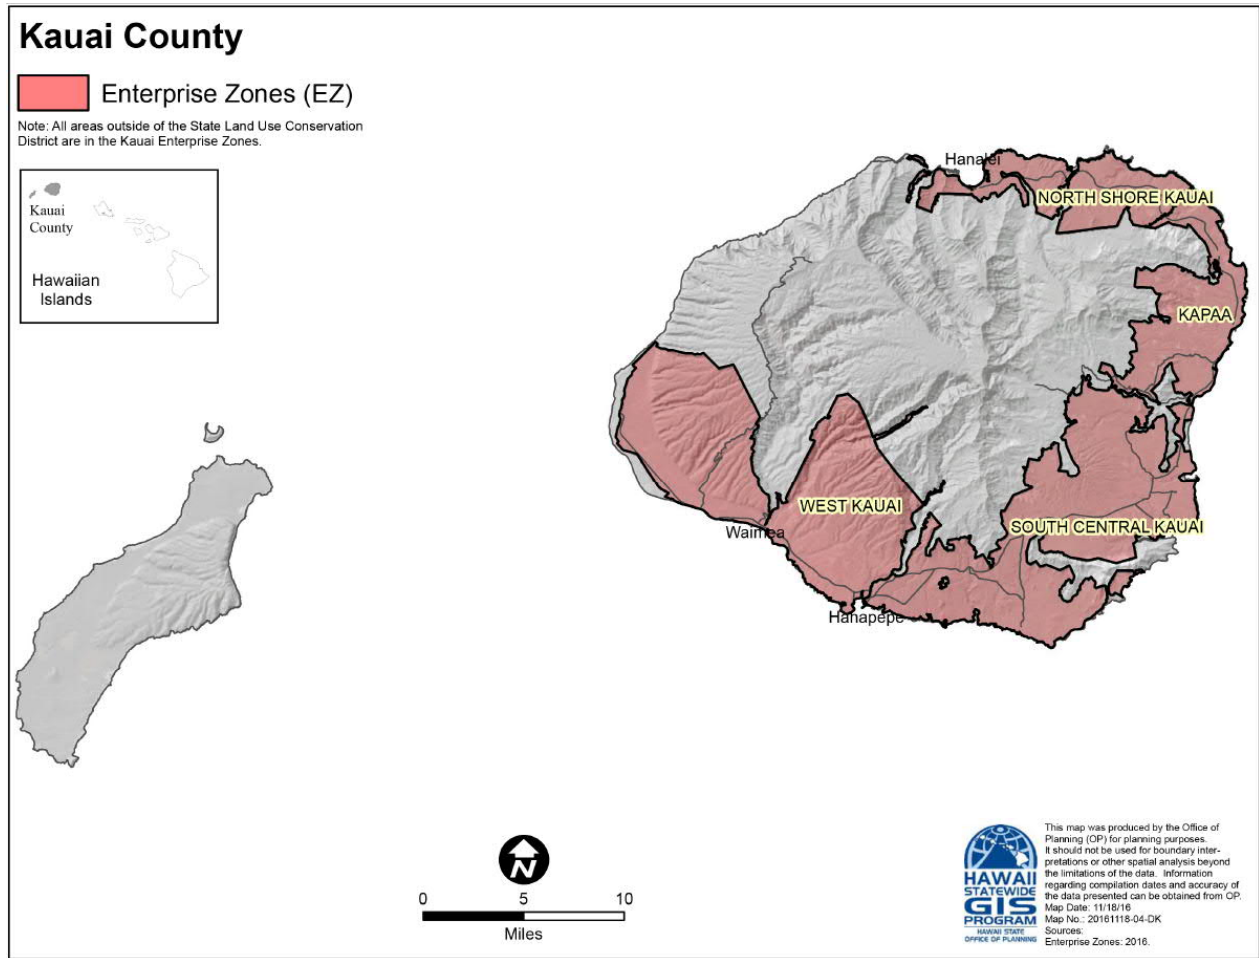 Kauai County
Enterprise Zones (EZ)
Note: All areas outside of the State Land Use Conservation
District are in the Kauai Enterprise Zones.
Kauai
County
Hawaiian
Islands
Hanalei
NORTH SHORE KAUAI
KAPAA
WEST KAUAI
SOUTH CENTRAL KAUAI
Waimea
Hanapepe
N
0 5 10
Miles
HAWAII
STATEWIDE
GIS
PROGRAM
HAWAII STATE
OFFICE OF PLANNING
This map was produced by the Office of
Planning (OP) for planning purposes.
It should not be used for boundary inter-
pretations or other spatial analysis beyond
the limitations of the data. Information
regarding compilation dates and accuracy of
the data presented can be obtained from OP.
Map Date: 11/18/16
Map No.: 20161118-04-DK
Sources:
Enterprise Zones: 2016.